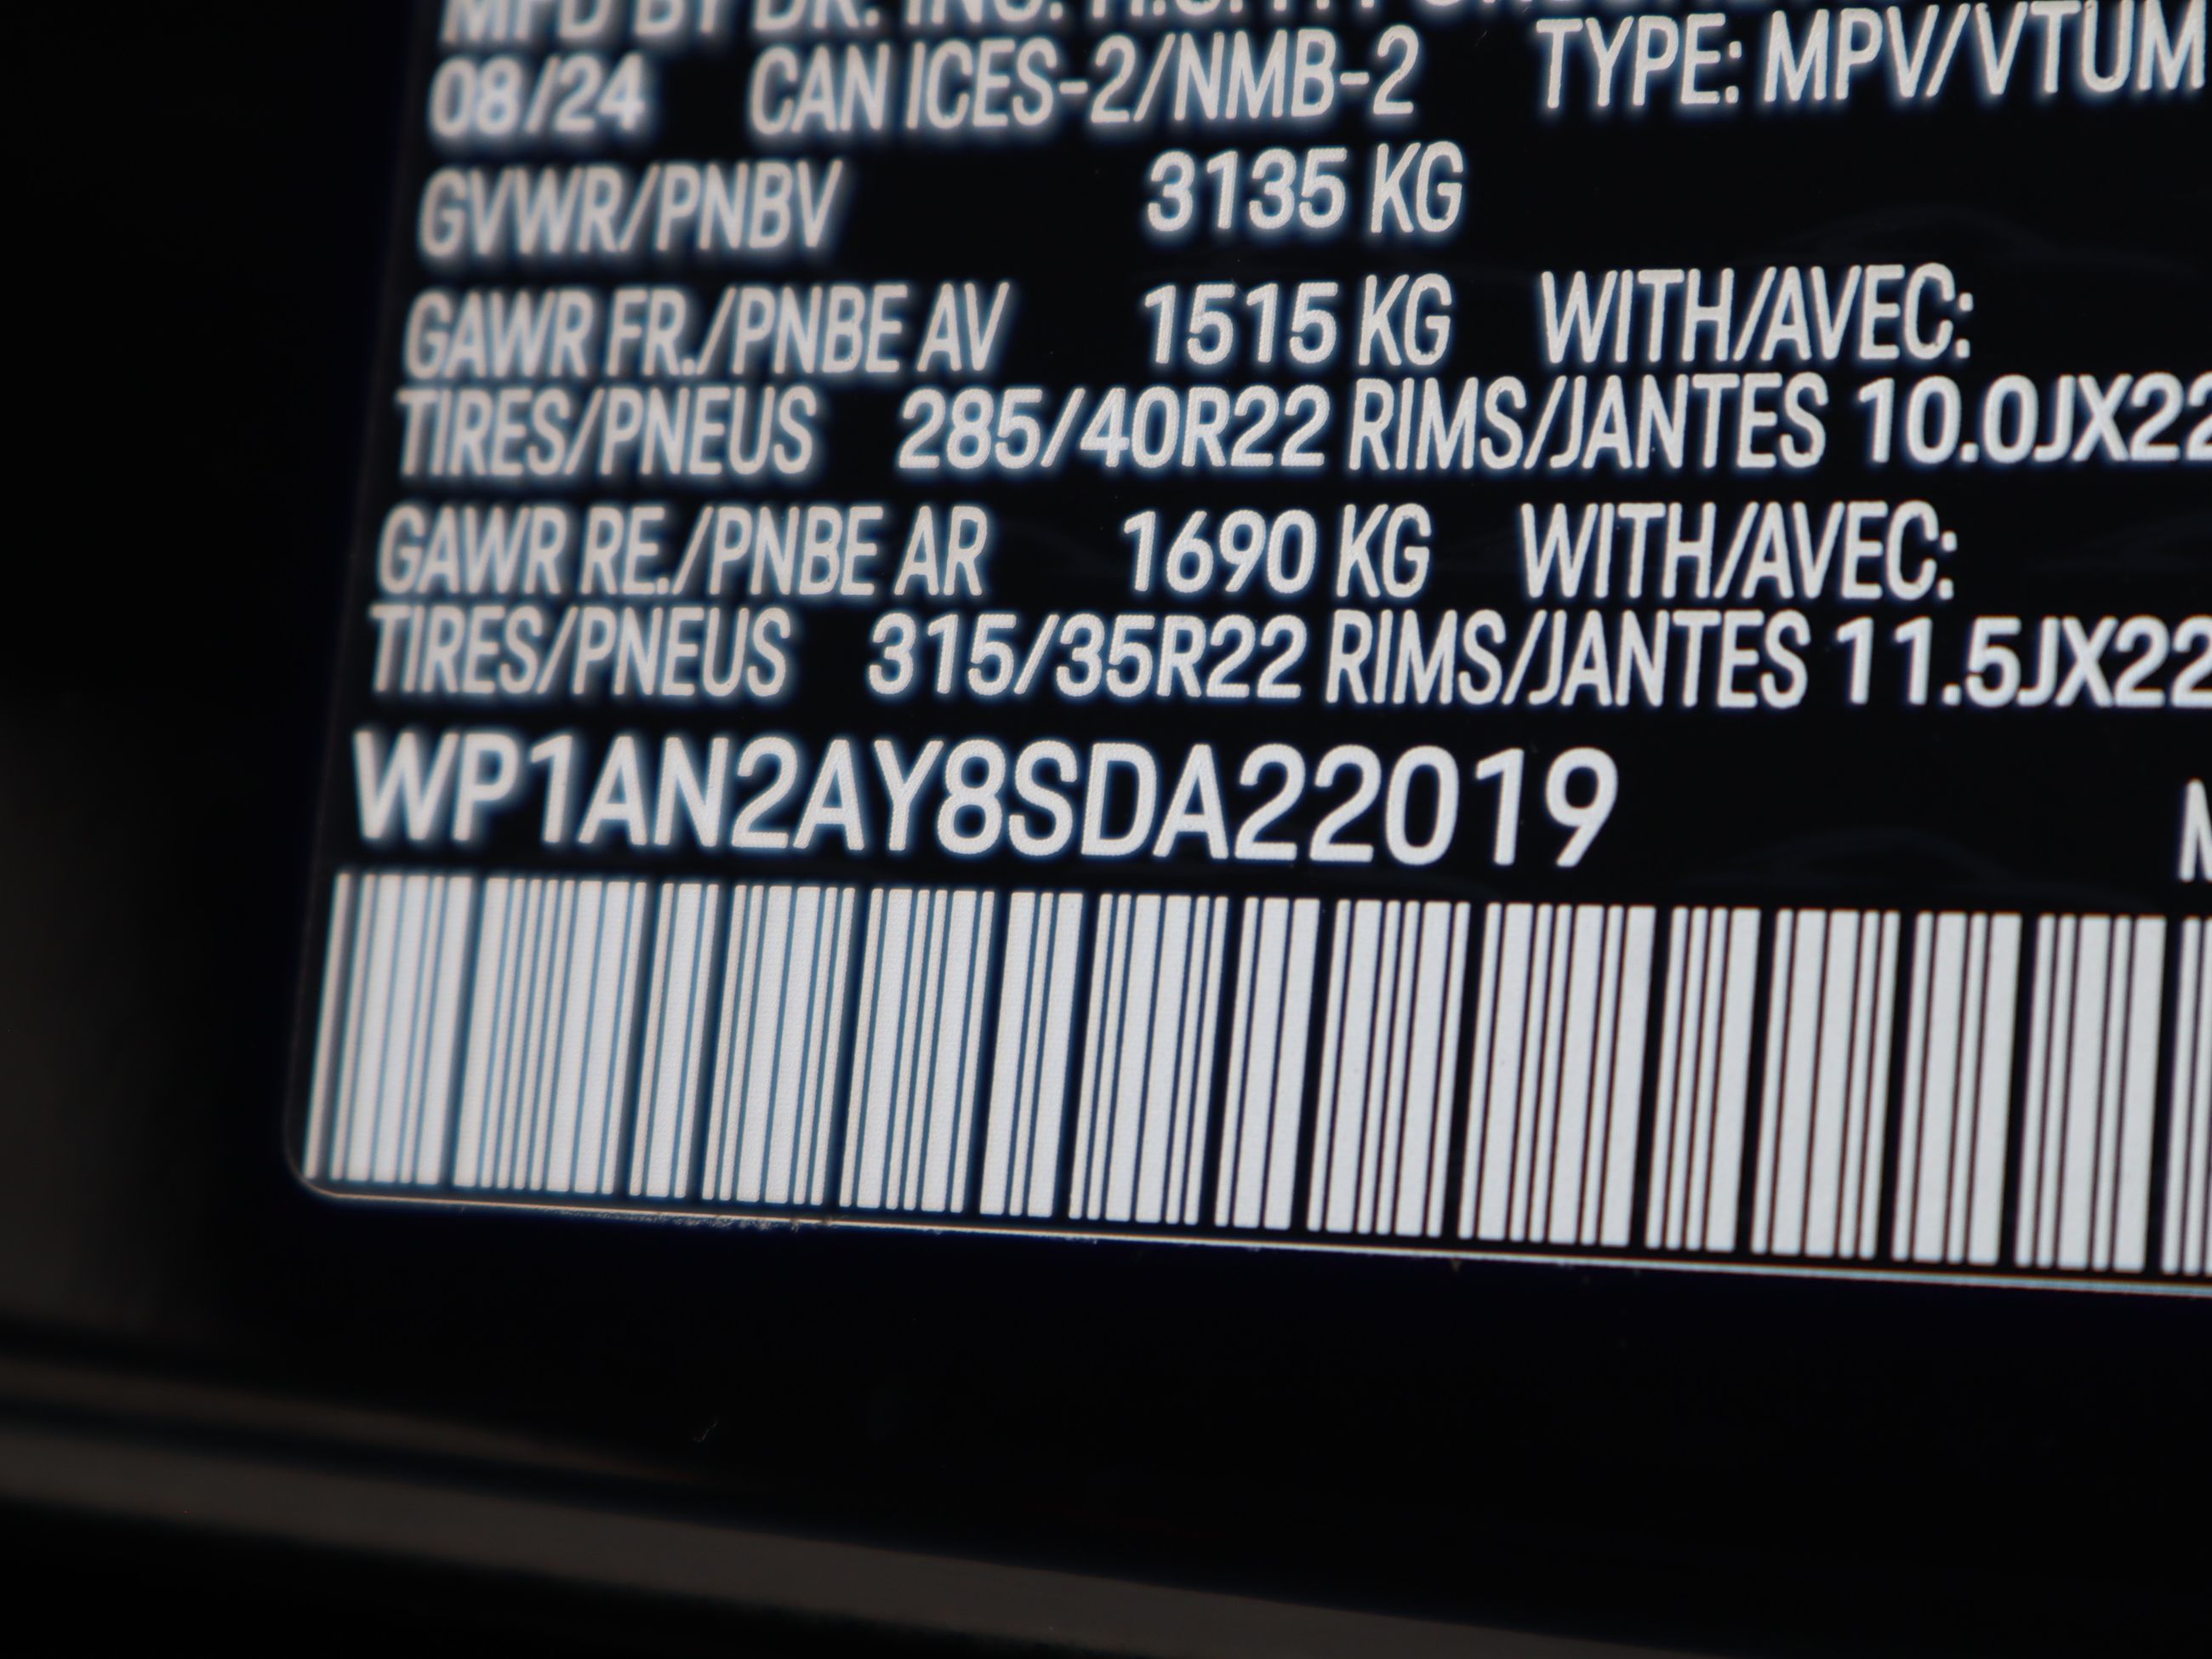 08/24 CAN ICES-2/NMB-2 TYPE: MPV/VTUM
GVWR/PNBV 3135 KG
GAWR FR./PNBE AV 1515 KG WITH/AVEC:
TIRES/PNEUS 285/40R22 RIMS/JANTES 10.0JX22
GAWR RE./PNBE AR 1690 KG WITH/AVEC:
TIRES/PNEUS 315/35R22 RIMS/JANTES 11.5JX22
WP1AN2AY8SDA22019